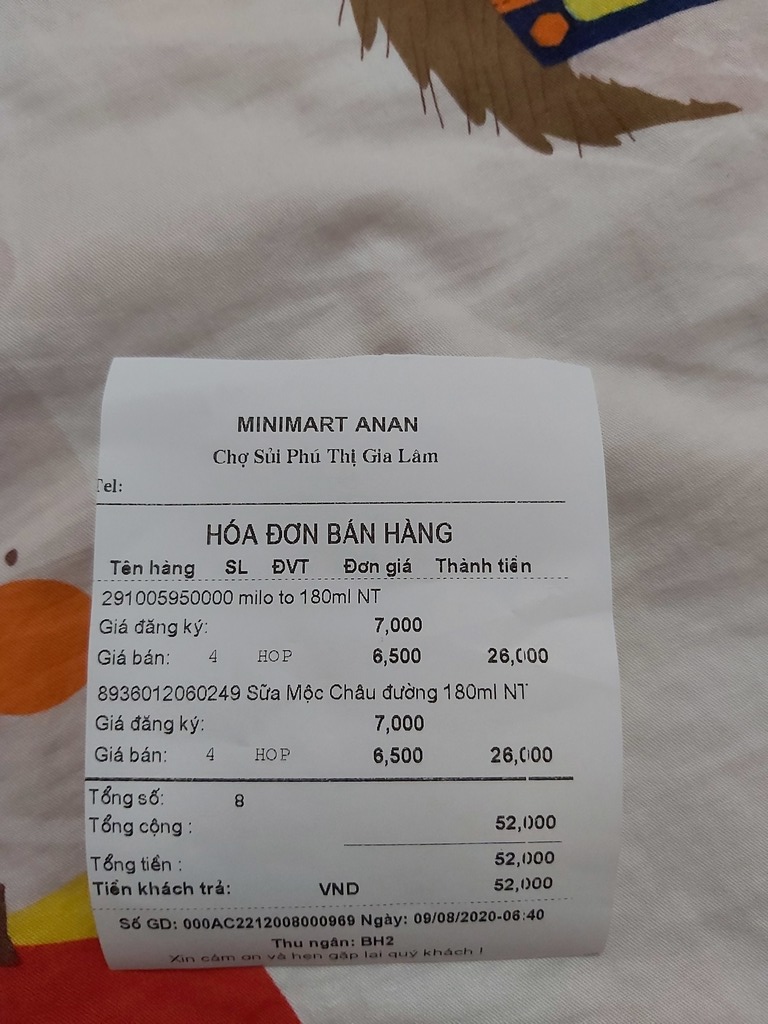 MINIMART ANAN
Chợ Sủi Phú Thị Gia Lâm
Tel:
HÓA ĐƠN BÁN HÀNG
Tên hàng SL ĐVT Đơn giá Thành tiền
291005950000 milo to 180ml NT
Giá đăng ký: 7,000
Giá bán: 4 HOP 6,500 26,000
8936012060249 Sữa Mộc Châu đường 180ml NT
Giá đăng ký: 7,000
Giá bán: 4 HOP 6,500 26,000
Tổng số: 8
Tổng cộng : 52,000
Tổng tiền : 52,000
Tiền khách trả: VND 52,000
Số GD: 000AC2212008000969 Ngày: 09/08/2020-06:40
Thu ngân: BH2
Xin cảm ơn và hẹn gặp lại quý khách !